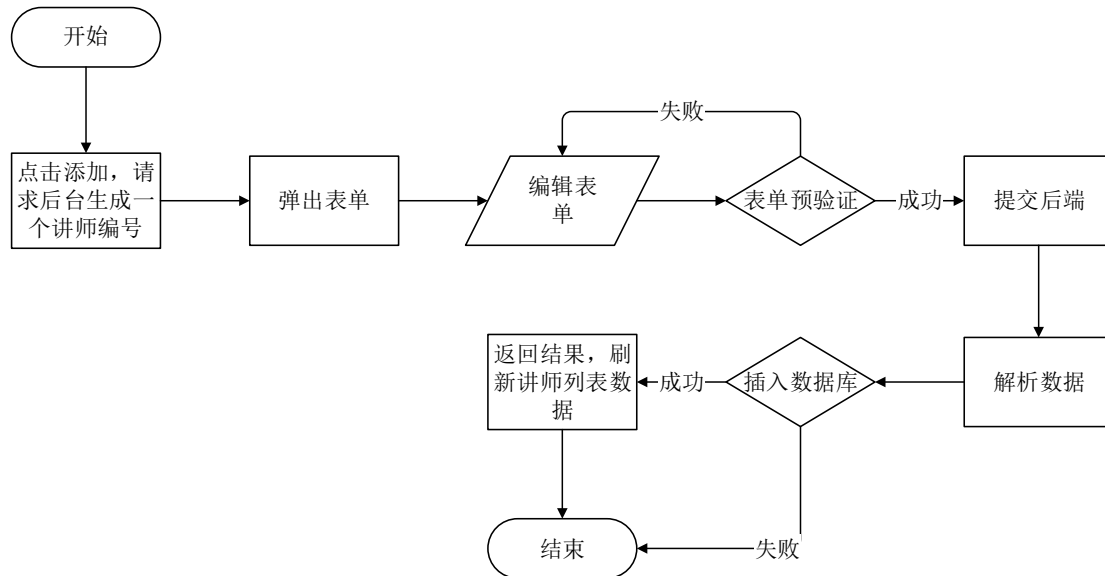 开始
失败
点击添加，请
求后台生成一
个讲师编号
弹出表单
编辑表
单
表单预验证
成功
提交后端
返回结果，刷
新讲师列表数
据
成功
插入数据库
解析数据
结束
失败